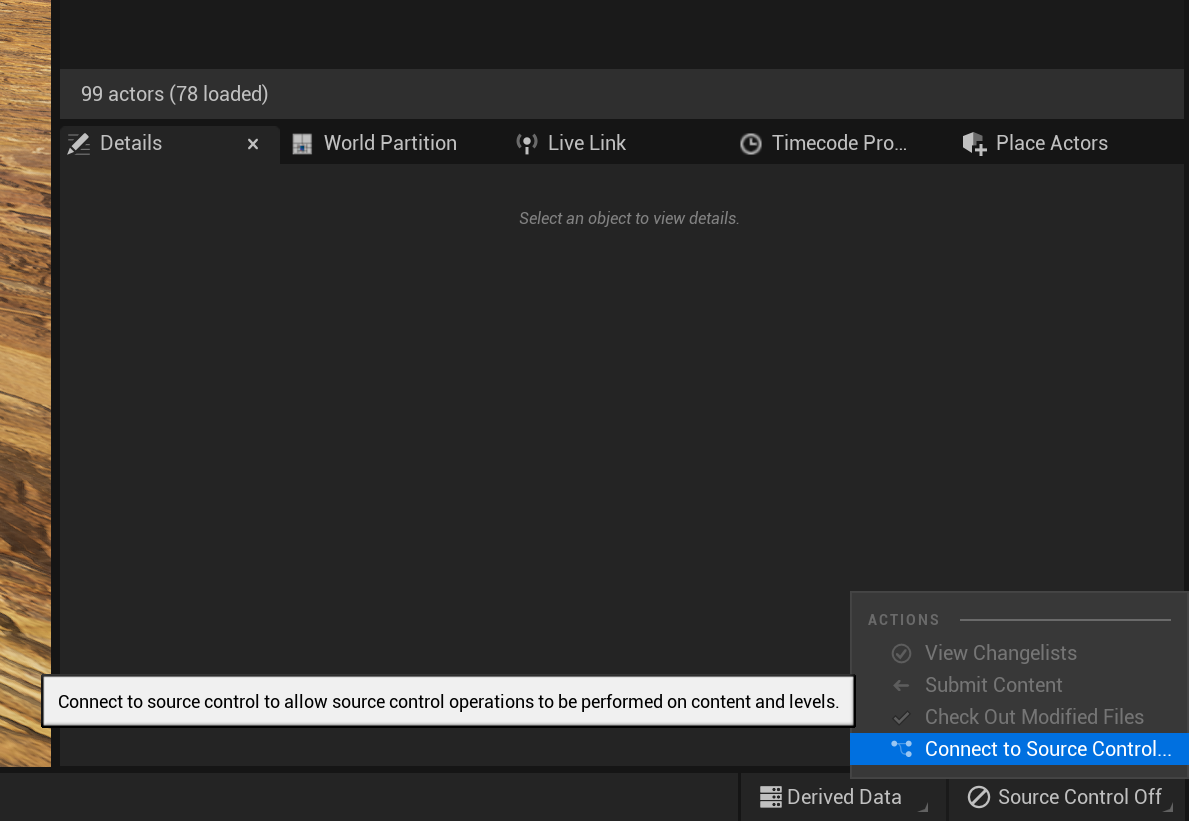 99 actors (78 loaded)
Details
World Partition
Live Link
Timecode Pro...
Place Actors
Select an object to view details.
ACTIONS
View Changelists
Submit Content
Connect to source control to allow source control operations to be performed on content and levels.
Check Out Modified Files
Connect to Source Control...
Derived Data
Source Control Off